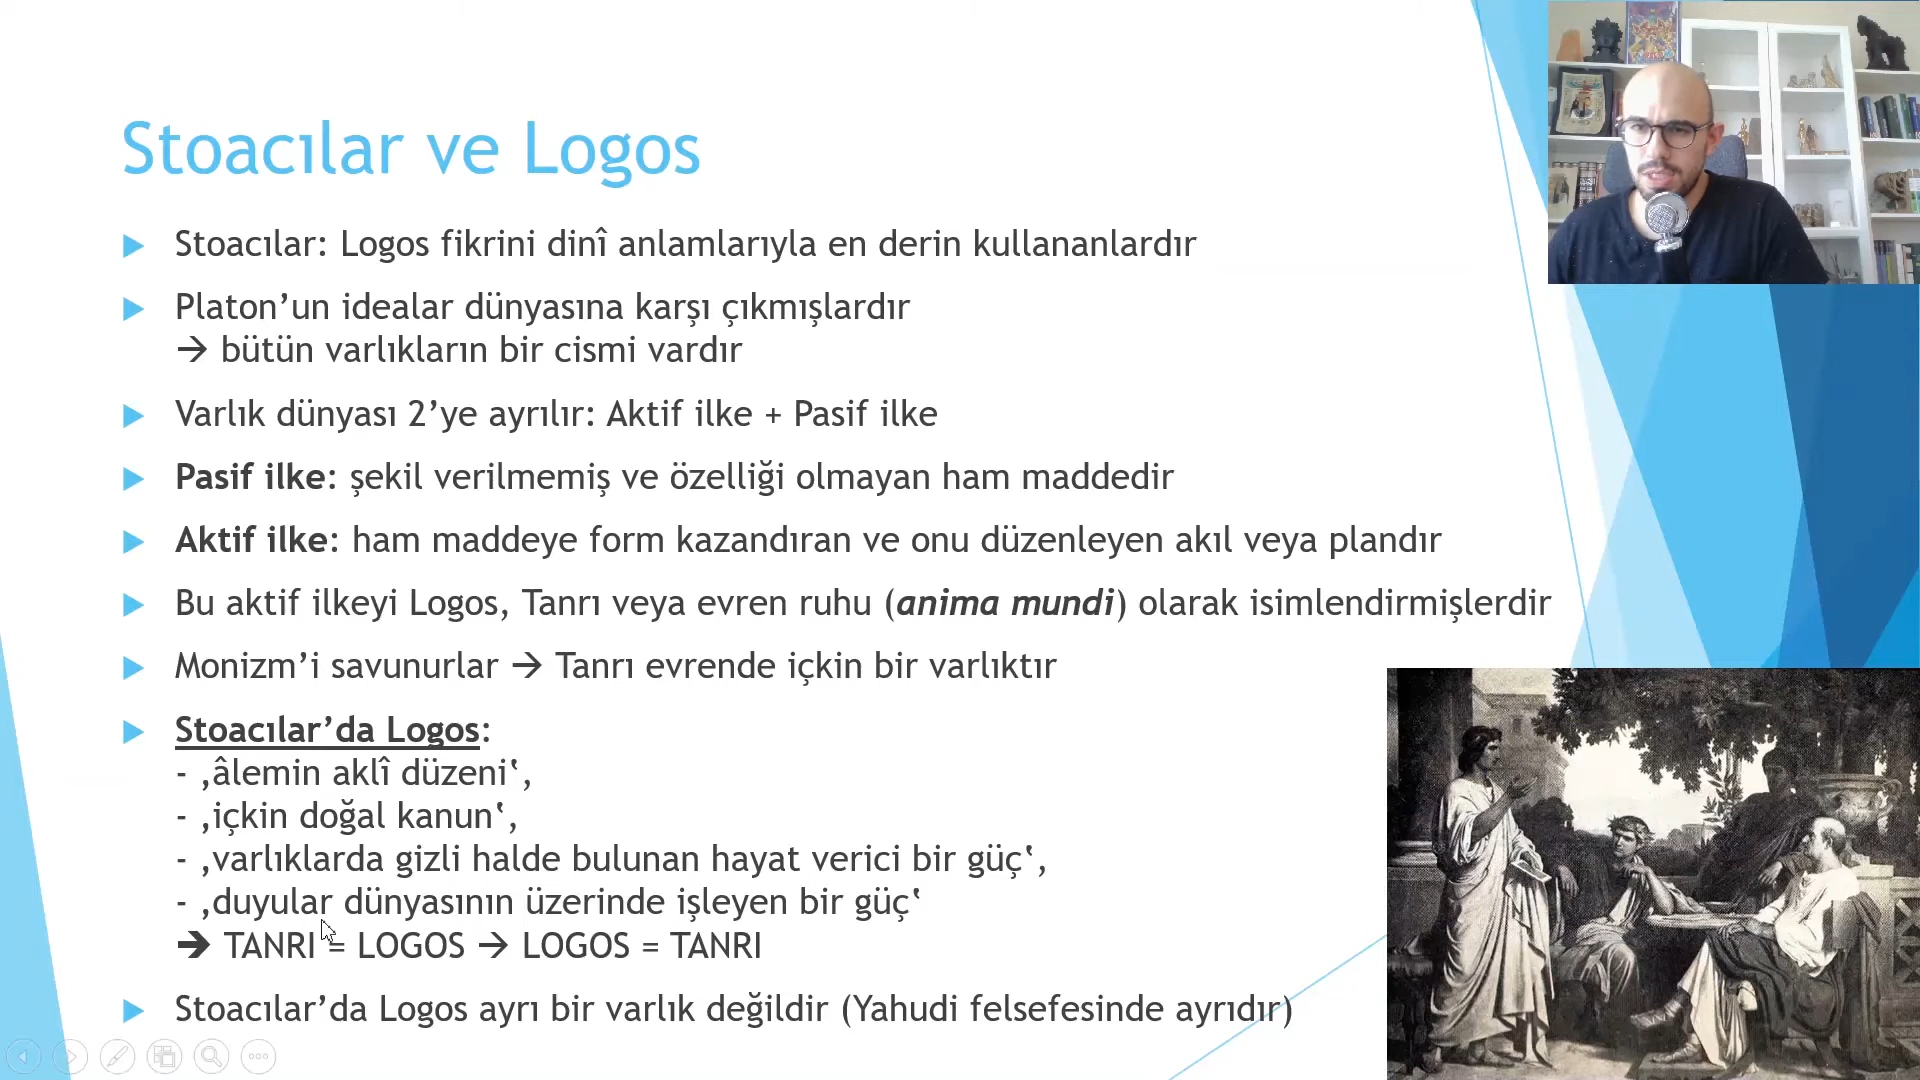 Stoacılar ve Logos
Stoacılar: Logos fikrini dinî anlamlarıyla en derin kullananlardır
Platon’un idealar dünyasına karşı çıkmışlardır
→ bütün varlıkların bir cismi vardır
Varlık dünyası 2’ye ayrılır: Aktif ilke + Pasif ilke
Pasif ilke: şekil verilmemiş ve özelliği olmayan ham maddedir
Aktif ilke: ham maddeye form kazandıran ve onu düzenleyen akıl veya plandır
Bu aktif ilkeyi Logos, Tanrı veya evren ruhu (anima mundi) olarak isimlendirmişlerdir
Monizm’i savunurlar → Tanrı evrende içkin bir varlıktır
Stoacılar’da Logos:
- ‚âlemin aklî düzeni‛,
- ‚içkin doğal kanun‛,
- ‚varlıklarda gizli halde bulunan hayat verici bir güç‛,
- ‚duyular dünyasının üzerinde işleyen bir güç‛
➔ TANRI = LOGOS → LOGOS = TANRI
Stoacılar’da Logos ayrı bir varlık değildir (Yahudi felsefesinde ayrıdır)